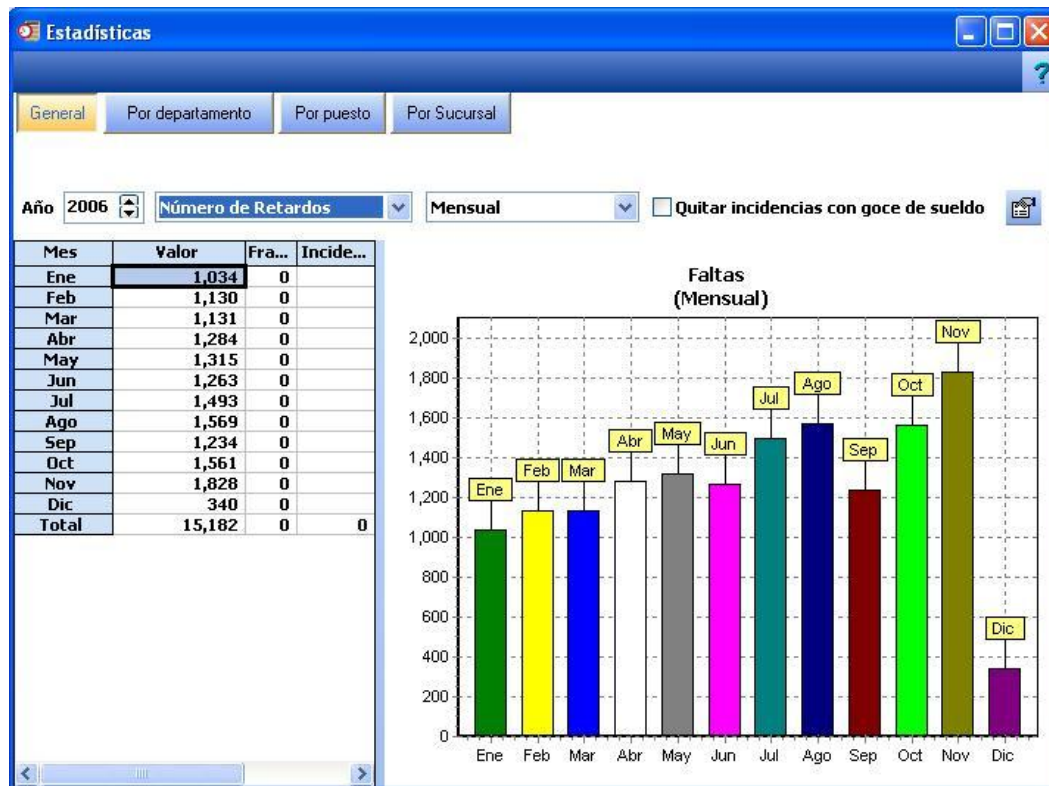 Estadísticas
?
General Por departamento Por puesto Por Sucursal
Año 2006 Número de Retardos Mensual Quitar incidencias con goce de sueldo
Mes Valor Fra... Incide...
Ene 1,034 0
Feb 1,130 0
Mar 1,131 0
Abr 1,284 0
May 1,315 0
Jun 1,263 0
Jul 1,493 0
Ago 1,569 0
Sep 1,234 0
Oct 1,561 0
Nov 1,828 0
Dic 340 0
Total 15,182 0 0
Faltas
(Mensual)
2,000
1,800
1,600
1,400
1,200
1,000
800
600
400
200
0
Ene Feb Mar Abr May Jun Jul Ago Sep Oct Nov Dic
Ene Feb Mar Abr May Jun Jul Ago Sep Oct Nov Dic